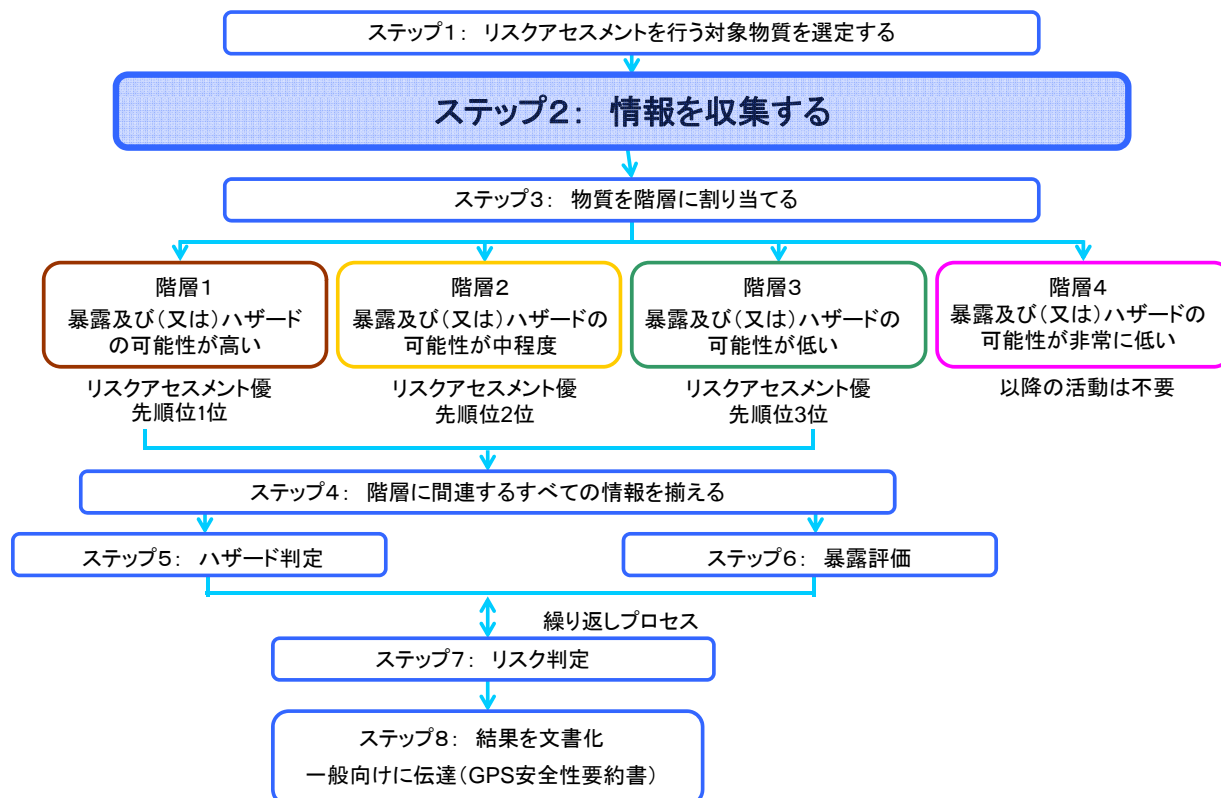 ステップ1： リスクアセスメントを行う対象物質を選定する
ステップ2： 情報を収集する
ステップ3： 物質を階層に割り当てる
階層1
暴露及び（又は）ハザード
の可能性が高い
リスクアセスメント優
先順位1位
階層2
暴露及び（又は）ハザードの
可能性が中程度
リスクアセスメント優
先順位2位
階層3
暴露及び（又は）ハザードの
可能性が低い
リスクアセスメント優
先順位3位
階層4
暴露及び（又は）ハザードの
可能性が非常に低い
以降の活動は不要
ステップ4： 階層に間連するすべての情報を揃える
ステップ5： ハザード判定
ステップ6： 暴露評価
繰り返しプロセス
ステップ7： リスク判定
ステップ8： 結果を文書化
一般向けに伝達（GPS安全性要約書）